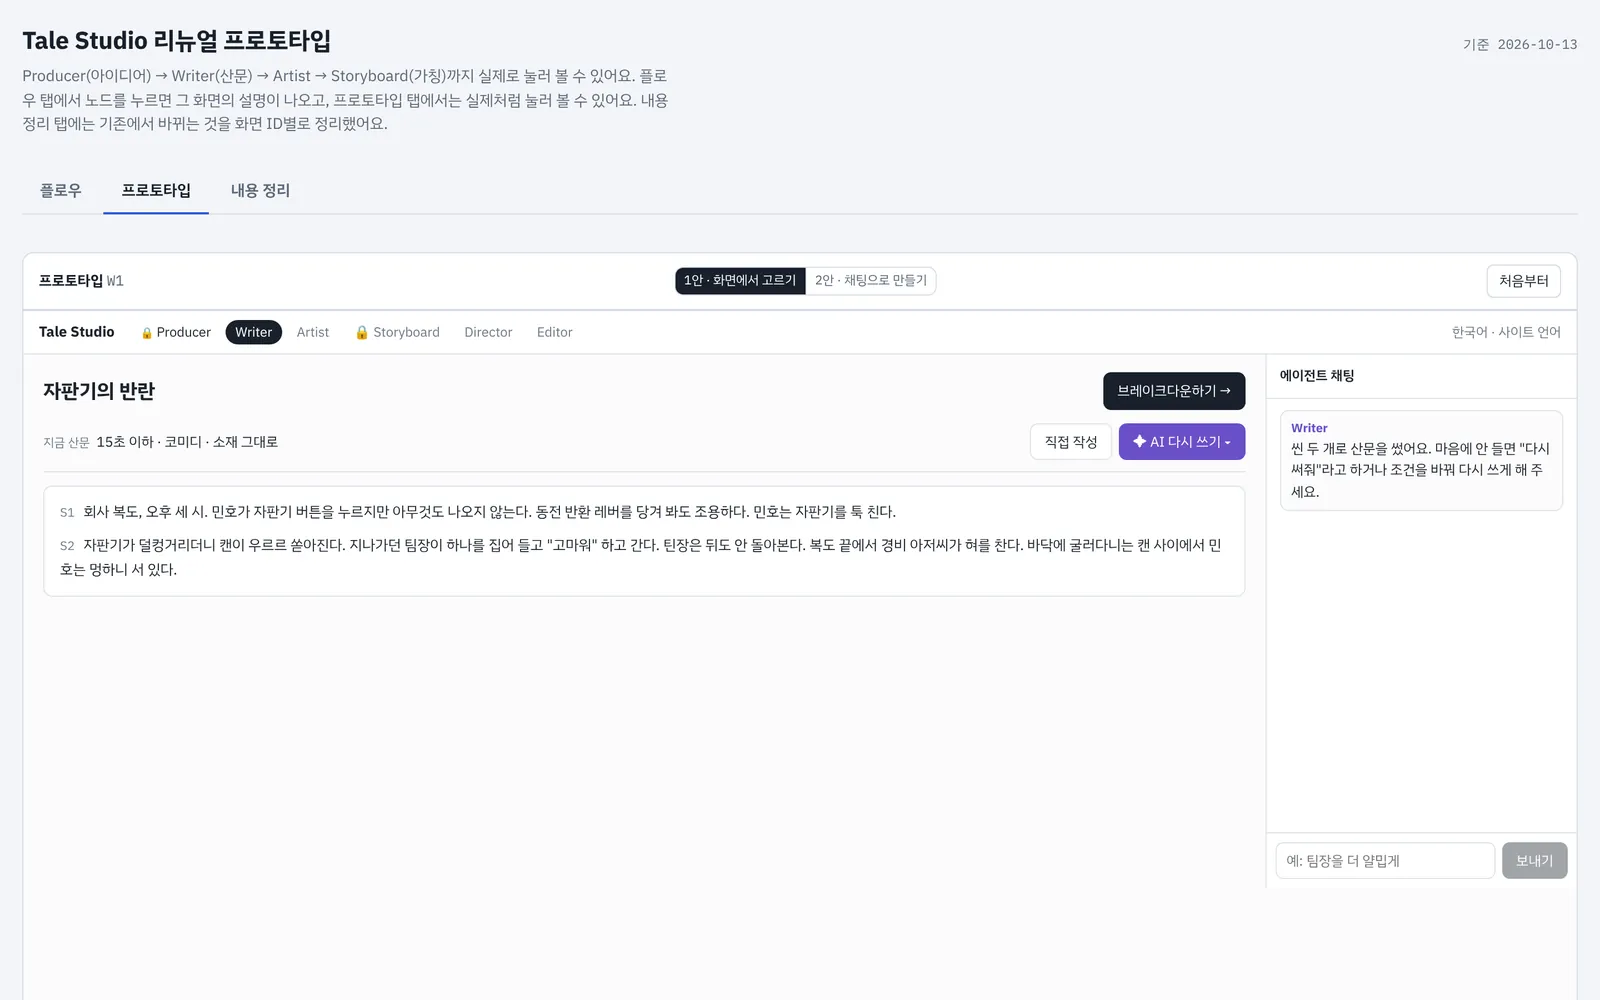 Tale Studio 리뉴얼 프로토타입
기준 2026-10-13
Producer(아이디어) → Writer(산문) → Artist → Storyboard(가칭)까지 실제로 눌러 볼 수 있어요. 플로
우 탭에서 노드를 누르면 그 화면의 설명이 나오고, 프로토타입 탭에서는 실제처럼 눌러 볼 수 있어요. 내용
정리 탭에는 기존에서 바뀌는 것을 화면 ID별로 정리했어요.
플로우 프로토타입 내용 정리
프로토타입 W1
1안 · 화면에서 고르기 2안 · 채팅으로 만들기
처음부터
Tale Studio 🔒 Producer Writer Artist 🔒 Storyboard Director Editor
한국어 · 사이트 언어
자판기의 반란
브레이크다운하기 →
지금 산문 15초 이하 · 코미디 · 소재 그대로
직접 작성 ✦ AI 다시 쓰기 ▾
S1 회사 복도, 오후 세 시. 민호가 자판기 버튼을 누르지만 아무것도 나오지 않는다. 동전 반환 레버를 당겨 봐도 조용하다. 민호는 자판기를 툭 친다.
S2 자판기가 덜컹거리더니 캔이 우르르 쏟아진다. 지나가던 팀장이 하나를 집어 들고 "고마워" 하고 간다. 틴장은 뒤도 안 돌아본다. 복도 끝에서 경비 아저씨가 혀를 찬다. 바닥에 굴러다니는 캔 사이에서 민
호는 멍하니 서 있다.
에이전트 채팅
Writer
씬 두 개로 산문을 썼어요. 마음에 안 들면 "다시
써줘"라고 하거나 조건을 바꿔 다시 쓰게 해 주
세요.
예: 팀장을 더 얄밉게
보내기